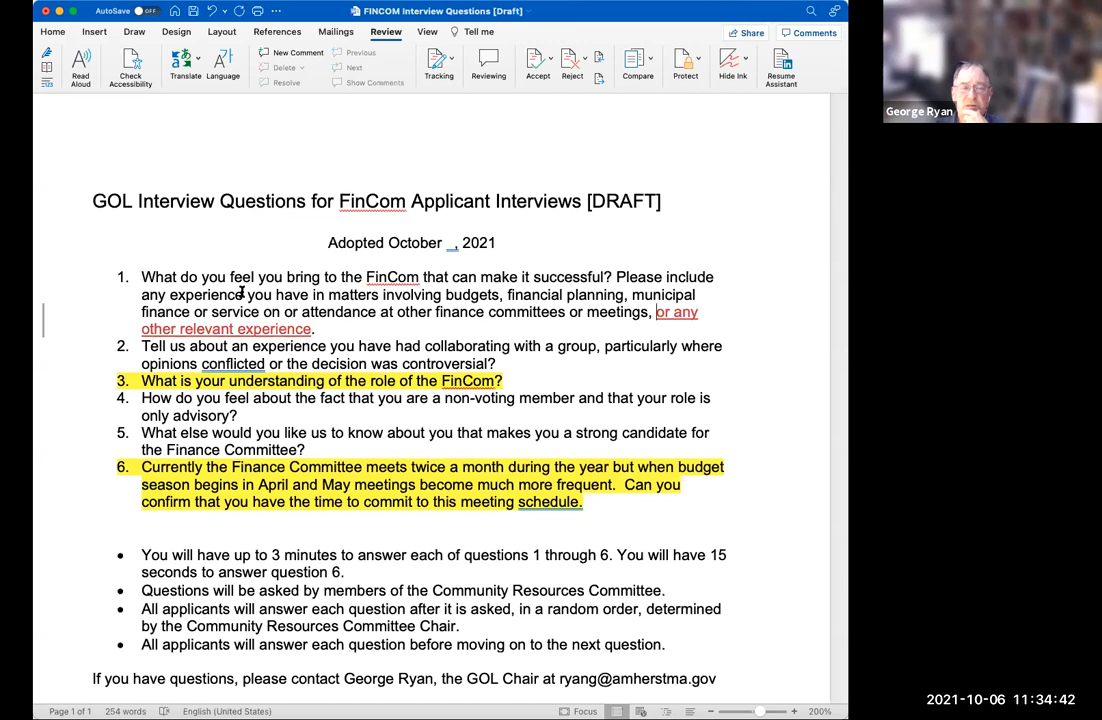 AutoSave OFF
FINCOM Interview Questions [Draft]
Home Insert Draw Design Layout References Mailings Review View Tell me Share Comments
Read Aloud
Check Accessibility
Translate
Language
New Comment
Delete
Resolve
Previous
Next
Show Comments
Tracking
Reviewing
Accept
Reject
Compare
Protect
Hide Ink
Resume Assistant
George Ryan
GOL Interview Questions for FinCom Applicant Interviews [DRAFT]
Adopted October _, 2021
1. What do you feel you bring to the FinCom that can make it successful? Please include
any experience you have in matters involving budgets, financial planning, municipal
finance or service on or attendance at other finance committees or meetings, or any
other relevant experience.
2. Tell us about an experience you have had collaborating with a group, particularly where
opinions conflicted or the decision was controversial?
3. What is your understanding of the role of the FinCom?
4. How do you feel about the fact that you are a non-voting member and that your role is
only advisory?
5. What else would you like us to know about you that makes you a strong candidate for
the Finance Committee?
6. Currently the Finance Committee meets twice a month during the year but when budget
season begins in April and May meetings become much more frequent. Can you
confirm that you have the time to commit to this meeting schedule.
• You will have up to 3 minutes to answer each of questions 1 through 6. You will have 15
seconds to answer question 6.
• Questions will be asked by members of the Community Resources Committee.
• All applicants will answer each question after it is asked, in a random order, determined
by the Community Resources Committee Chair.
• All applicants will answer each question before moving on to the next question.
If you have questions, please contact George Ryan, the GOL Chair at ryang@amherstma.gov
Page 1 of 1 254 words English (United States) Focus 200%
2021-10-06 11:34:42